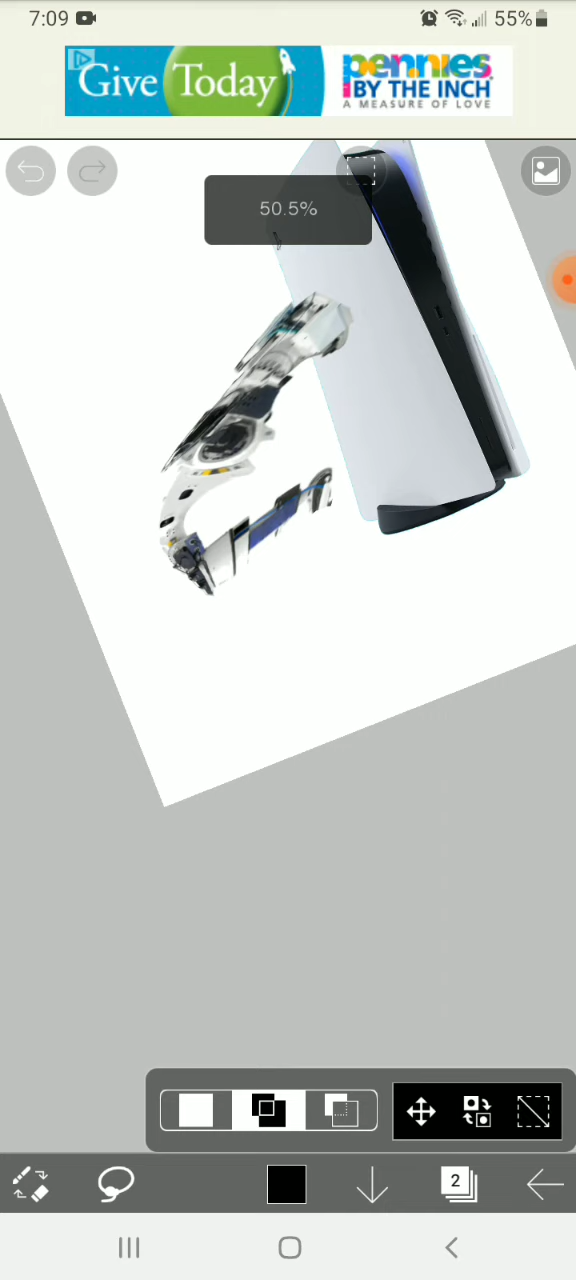 7:09
55%
Give Today
pennies
BY THE INCH
A MEASURE OF LOVE
50.5%
2